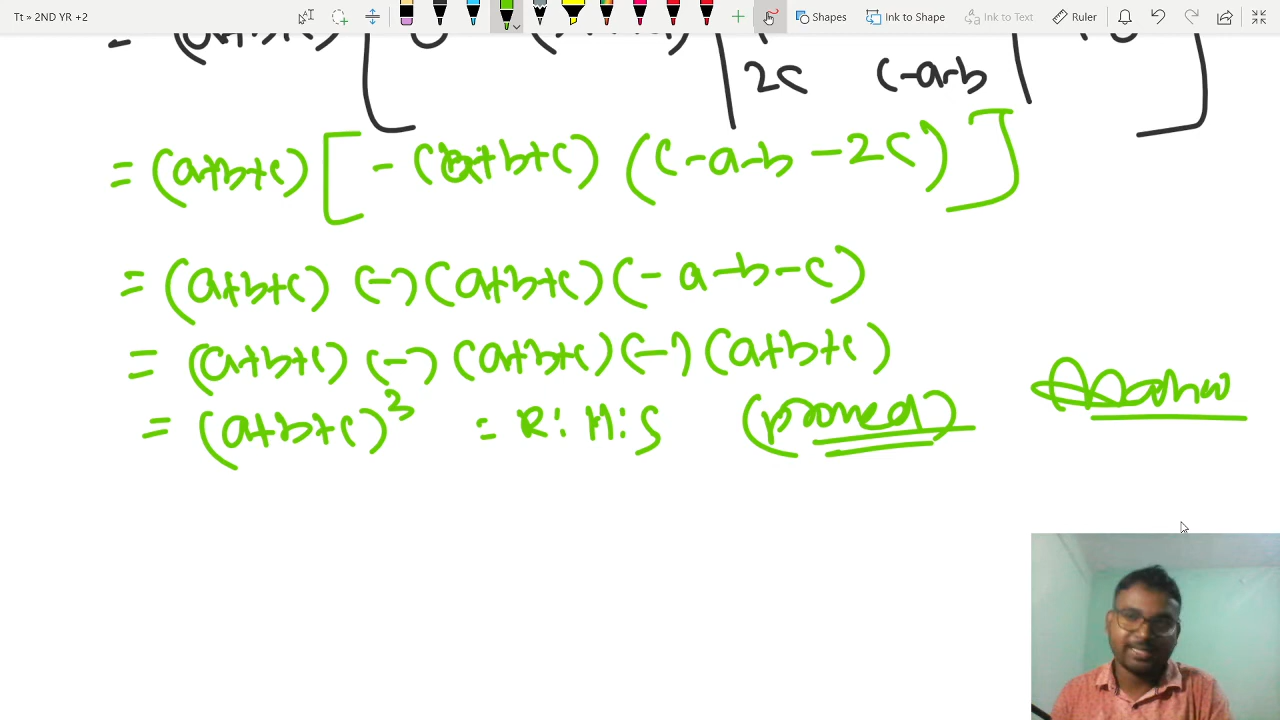 Tt » 2ND YR +2
Shapes
Ink to Shape
Ink to Text
Ruler
2c c-a-b
= (a+b+c) [ - (a+b+c) (c-a-b -2c) ]
= (a+b+c) (-) (a+b+c) (-a-b-c)
= (a+b+c) (-) (a+b+c) (-) (a+b+c)
= (a+b+c)³ = R.H.S (proved)